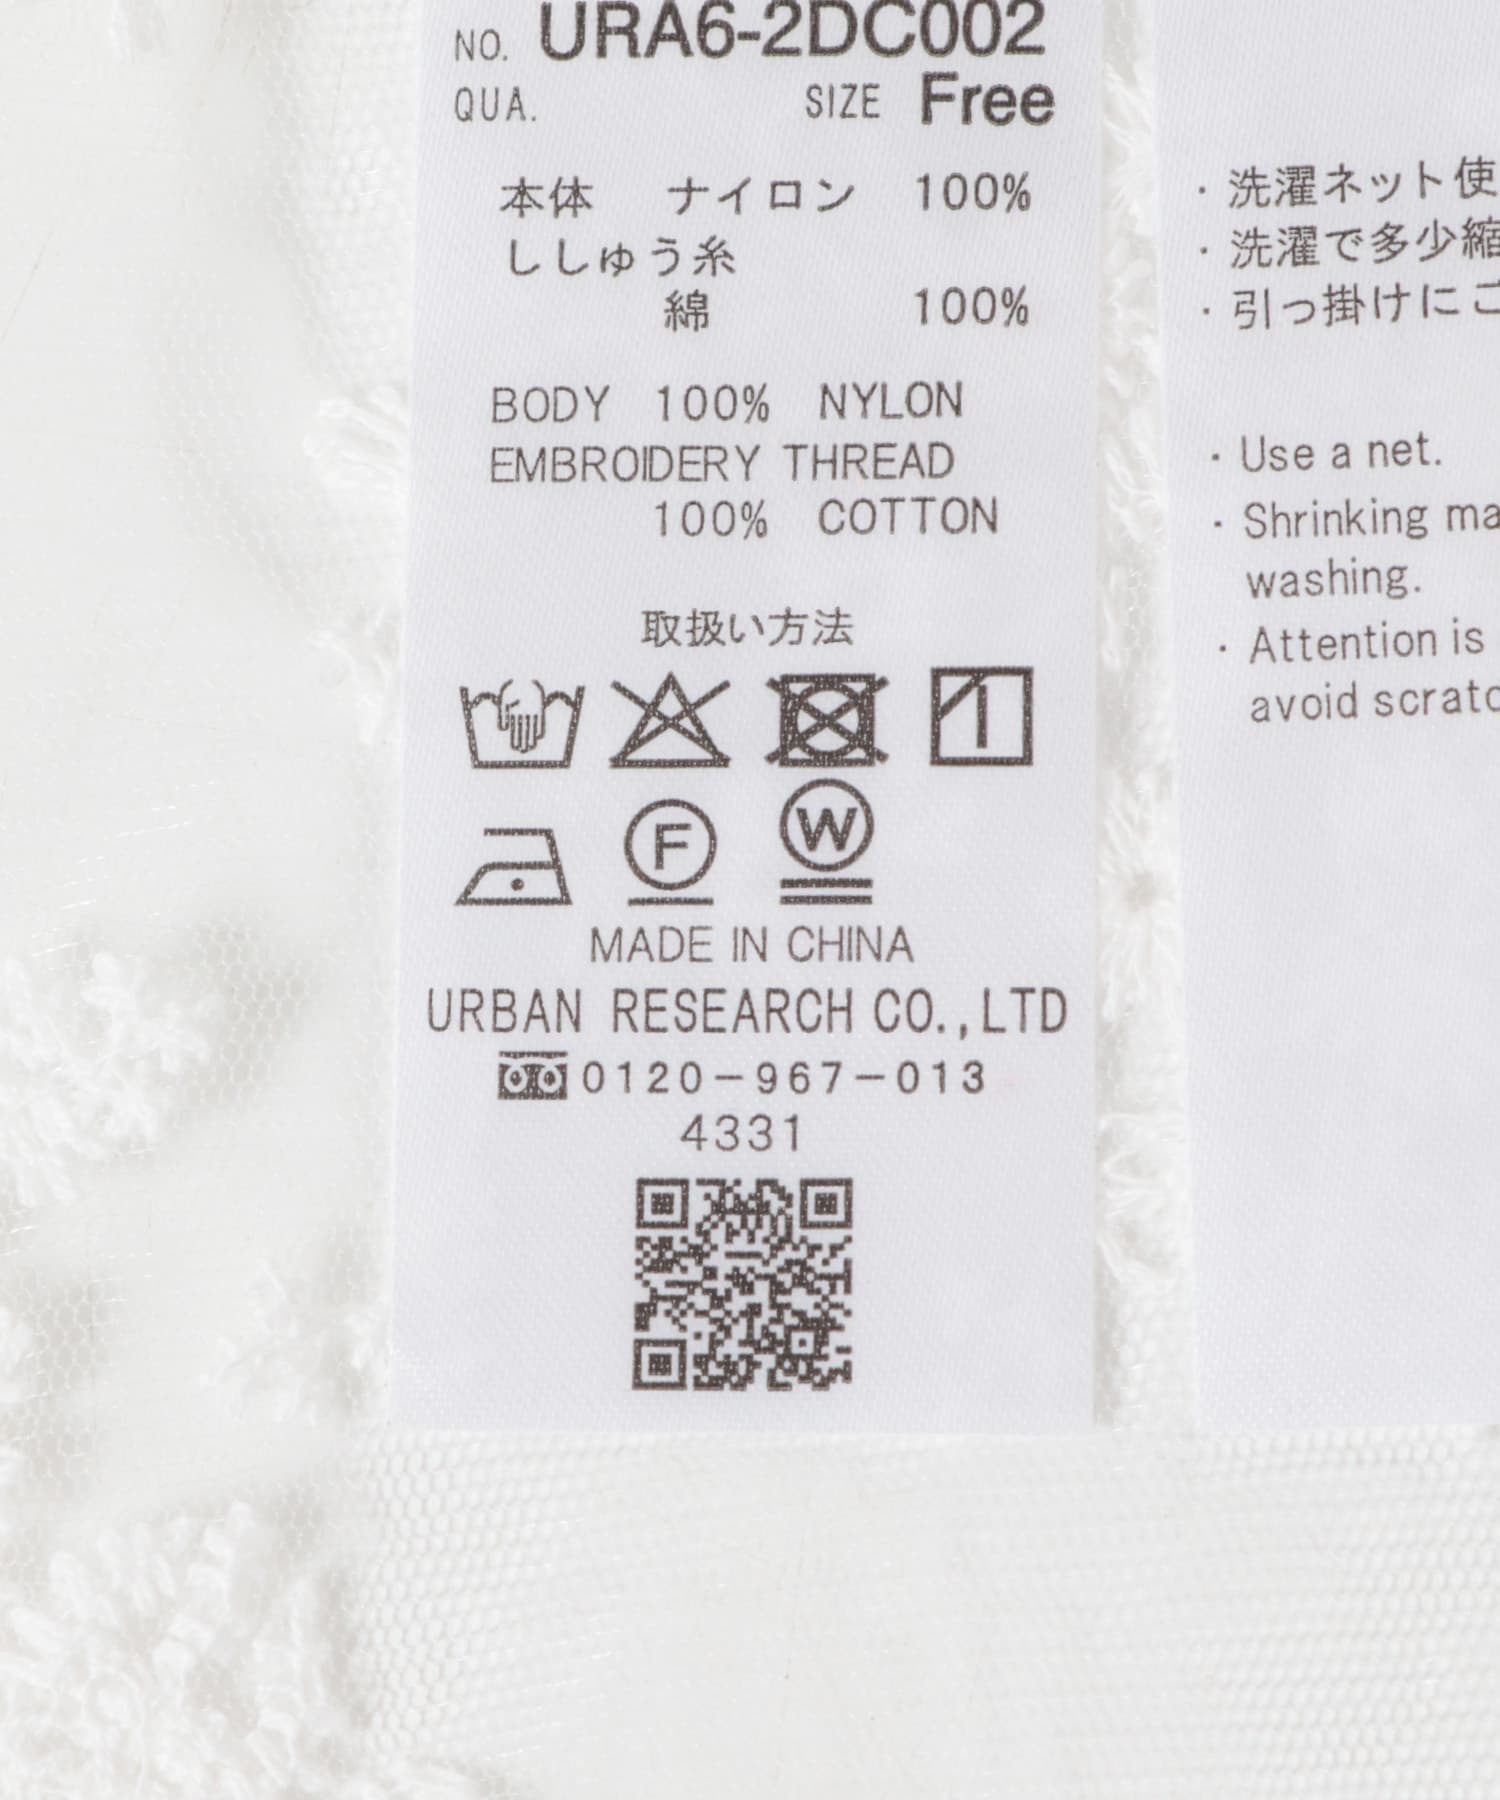 NO. URA6-2DC002
QUA. SIZE Free
本体 ナイロン 100%
ししゅう糸
綿 100%
BODY 100% NYLON
EMBROIDERY THREAD
100% COTTON
取扱い方法
F W
MADE IN CHINA
URBAN RESEARCH CO.,LTD
0120-967-013
4331
・洗濯ネット使
・洗濯で多少縮
・引っ掛けにご
・Use a net.
・Shrinking ma
washing.
・Attention is
avoid scratc